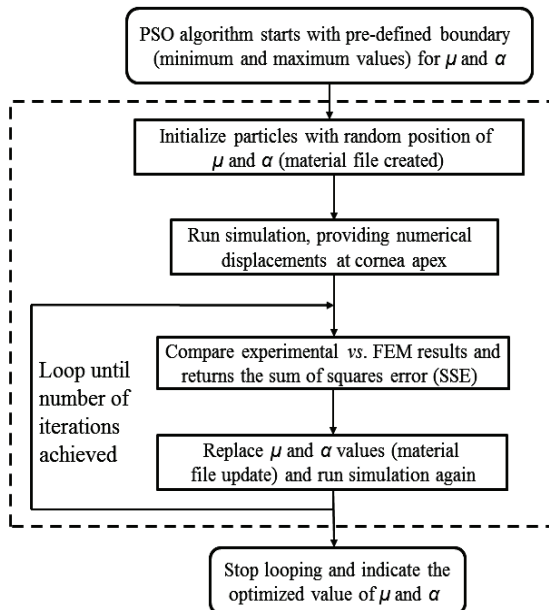 PSO algorithm starts with pre-defined boundary
(minimum and maximum values) for μ and α
Initialize particles with random position of
μ and α (material file created)
Run simulation, providing numerical
displacements at cornea apex
Compare experimental vs. FEM results and
returns the sum of squares error (SSE)
Loop until
number of
iterations
achieved
Replace μ and α values (material
file update) and run simulation again
Stop looping and indicate the
optimized value of μ and α